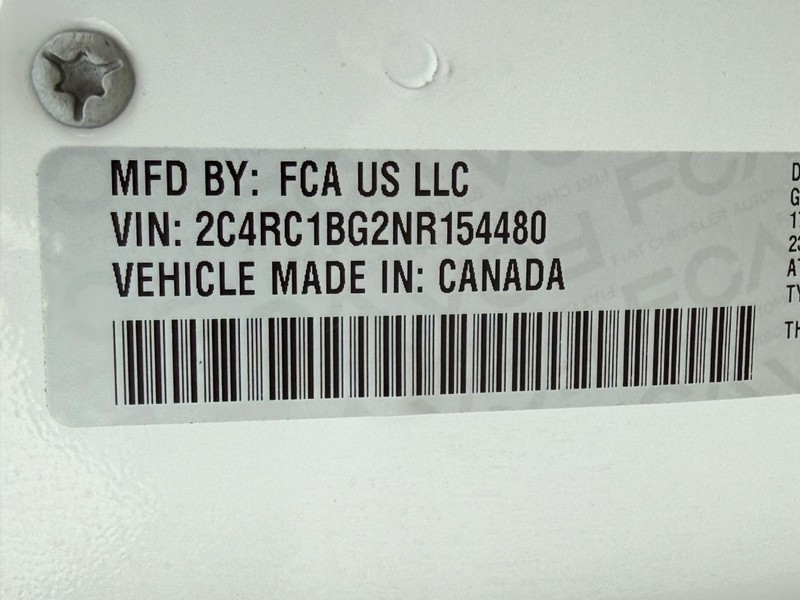 MFD BY: FCA US LLC
VIN: 2C4RC1BG2NR154480
VEHICLE MADE IN: CANADA